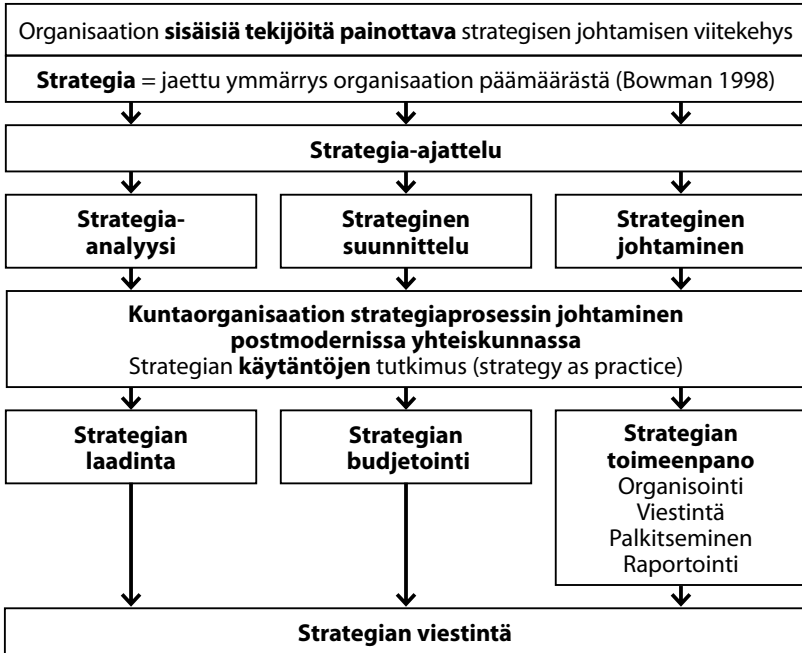 Organisaation sisäisiä tekijöitä painottava strategisen johtamisen viitekehys
Strategia = jaettu ymmärrys organisaation päämäärästä (Bowman 1998)
Strategia-ajattelu
Strategia-
analyysi
Strateginen
suunnittelu
Strateginen
johtaminen
Kuntaorganisaation strategiaprosessin johtaminen
postmodernissa yhteiskunnassa
Strategian käytäntöjen tutkimus (strategy as practice)
Strategian
laadinta
Strategian
budjetointi
Strategian
toimeenpano
Organisointi
Viestintä
Palkitseminen
Raportointi
Strategian viestintä